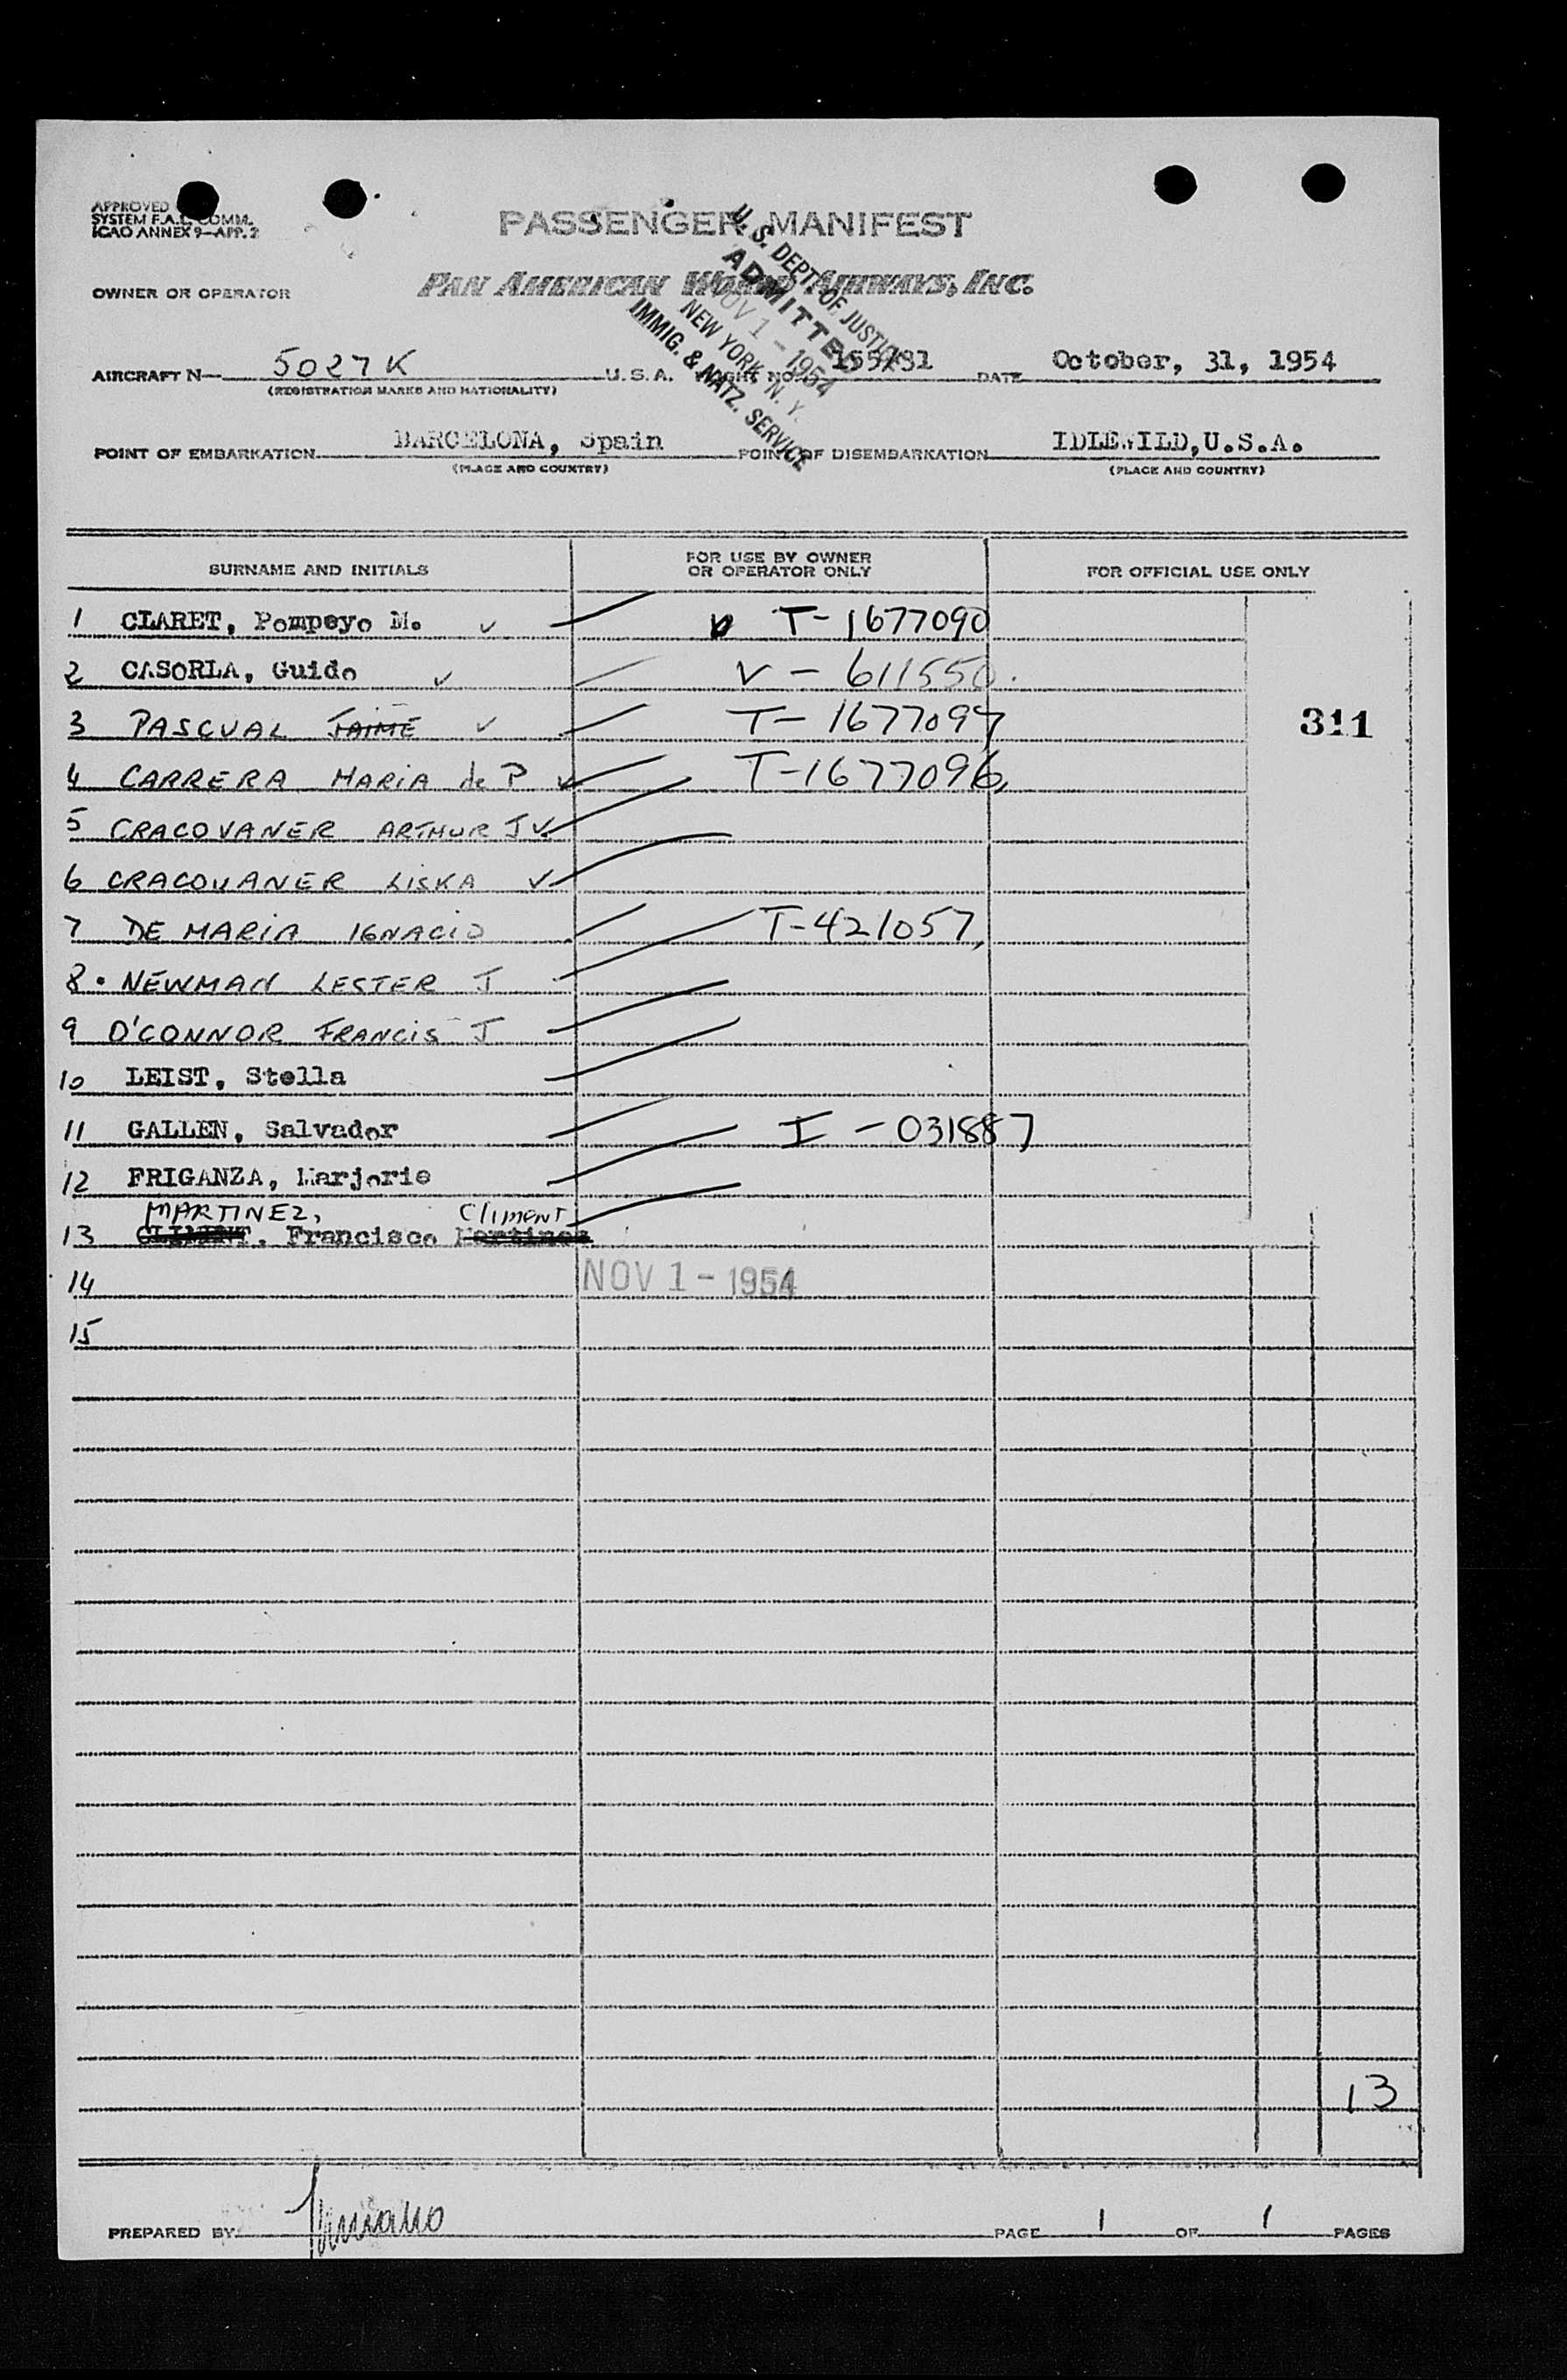 APPROVED
SYSTEM F.A.L. COMM.
ICAO ANNEX 9—APP. 2
PASSENGER MANIFEST
OWNER OR OPERATOR PAN AMERICAN WORLD AIRWAYS, INC.
U. S. DEPT. OF JUSTICE
ADMITTED
NOV 1 - 1954
NEW YORK, N. Y.
IMMIG. & NATZ. SERVICE
AIRCRAFT N— 5027K U.S.A. FLIGHT NO. 155/31 DATE October, 31, 1954
(REGISTRATION MARKS AND NATIONALITY)
POINT OF EMBARKATION BARCELONA, Spain POINT OF DISEMBARKATION IDLEWILD, U.S.A.
(PLACE AND COUNTRY) (PLACE AND COUNTRY)
SURNAME AND INITIALS FOR USE BY OWNER OR OPERATOR ONLY FOR OFFICIAL USE ONLY
1 CLARET, Pompeyo M. ✓ T-1677090
2 CASORLA, Guido ✓ V - 611550.
3 PASCUAL JAIME ✓ T- 1677097
311
4 CARRERA MARIA de P ✓ T-1677096,
5 CRACOVANER ARTHUR J ✓
6 CRACOVANER LISKA ✓
7 DE MARIA IGNACIO T-421057,
8. NEWMAN LESTER J
9 O'CONNOR FRANCIS J
10 LEIST, Stella
11 GALLEN, Salvador I - 031887
12 FRIGANZA, Marjorie
MARTINEZ, Climent
13 CLIMENT, Francisco Martinez
14 NOV 1 - 1954
15
13
PREPARED BY PAGE 1 OF 1 PAGES